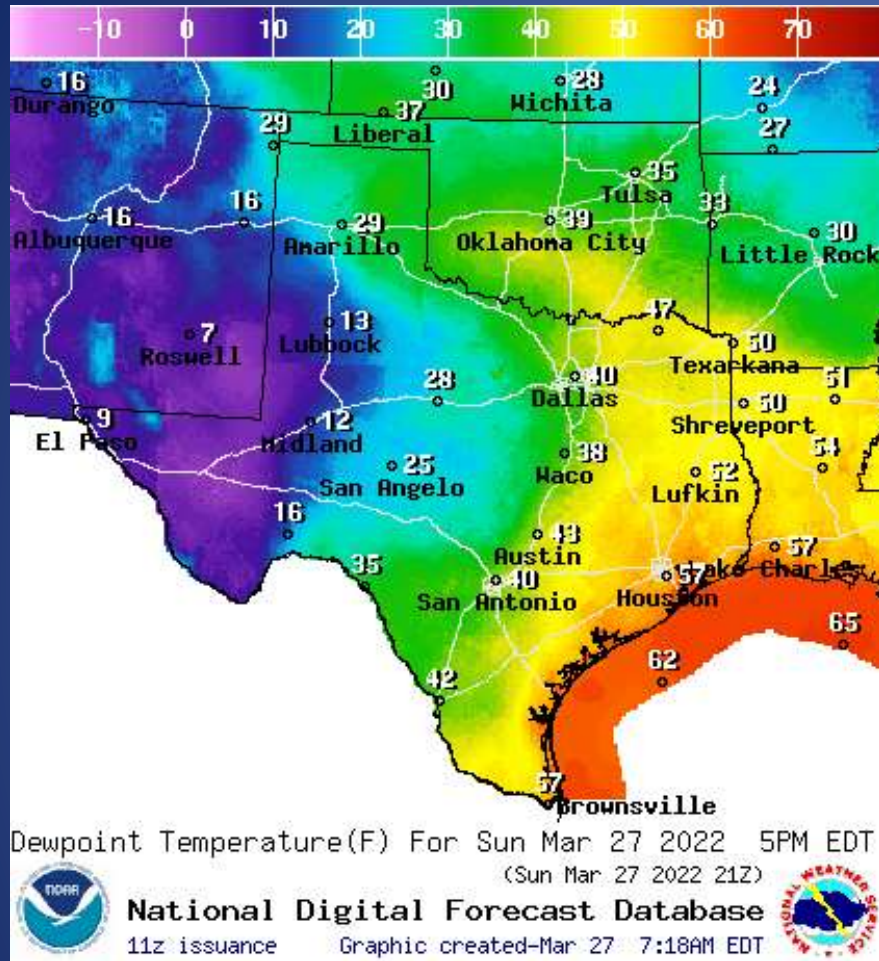 -10 0 10 20 30 40 50 60 70
16 30 28 24
Durango 37 Wichita
29 Liberal 27
35
Tulsa
16 16 29 39 33 30
Albuquerque Amarillo Oklahoma City Little Rock
7 13 47
Roswell Lubbock 50
Texarkana
40
28 Dallas 50 51
9 12 Shreveport
El Paso Midland 38 54
25 Waco 52
San Angelo Lufkin
16 43 57
35 Austin Lake Charles
40 57
San Antonio Houston
65
42 62
57
Brownsville
Dewpoint Temperature(F) For Sun Mar 27 2022 5PM EDT
(Sun Mar 27 2022 21Z)
NOAA
NATIONAL WEATHER SERVICE
National Digital Forecast Database
11z issuance Graphic created-Mar 27 7:18AM EDT